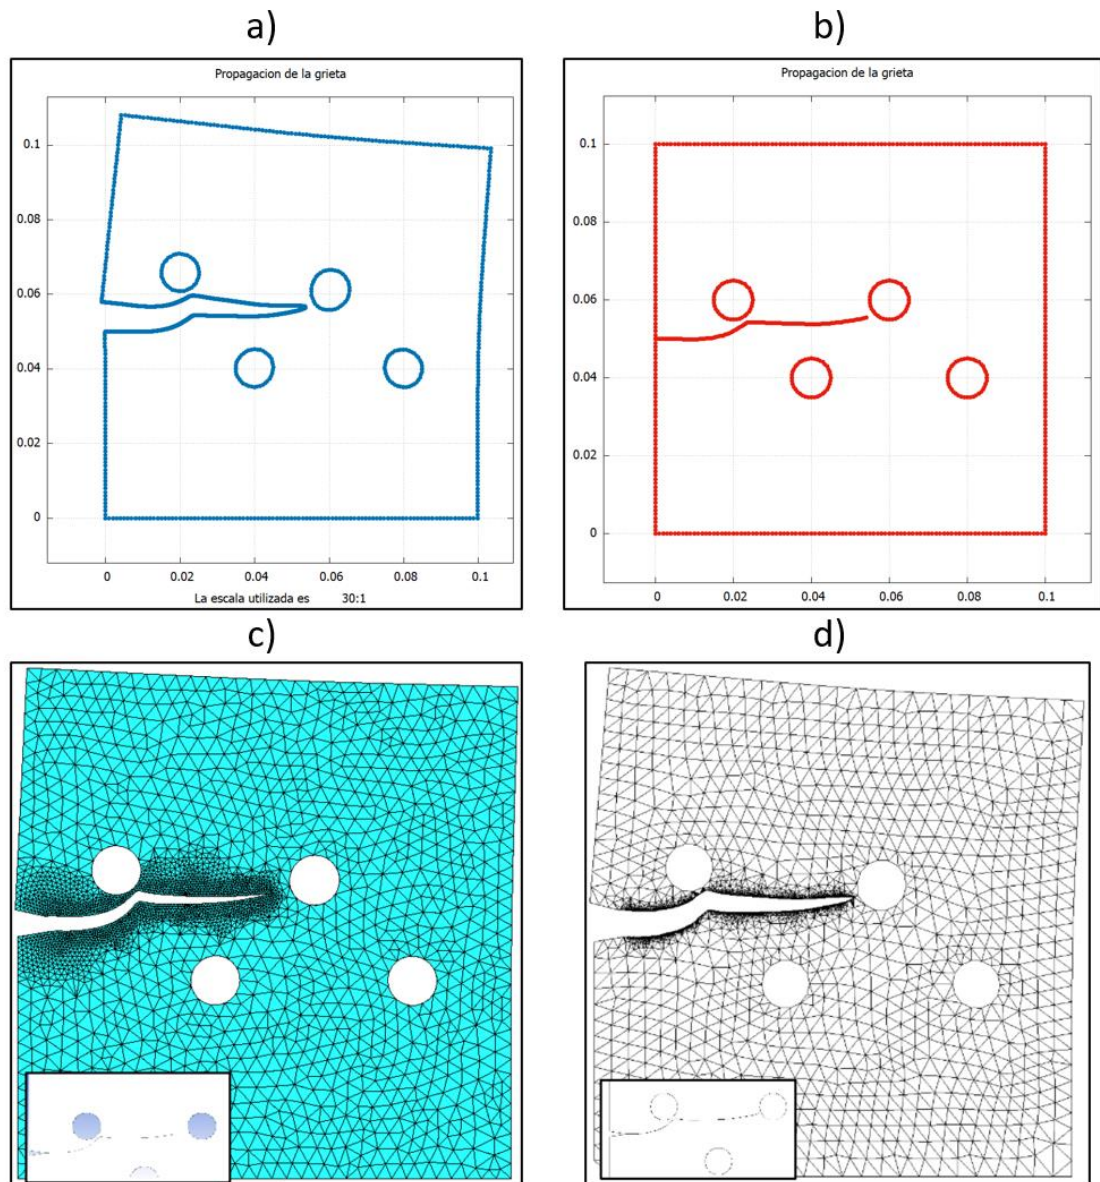 a)
b)
Propagacion de la grieta
0.1
0.08
0.06
0.04
0.02
0
0 0.02 0.04 0.06 0.08 0.1
La escala utilizada es 30:1
Propagacion de la grieta
0.1
0.08
0.06
0.04
0.02
0
0 0.02 0.04 0.06 0.08 0.1
c)
d)